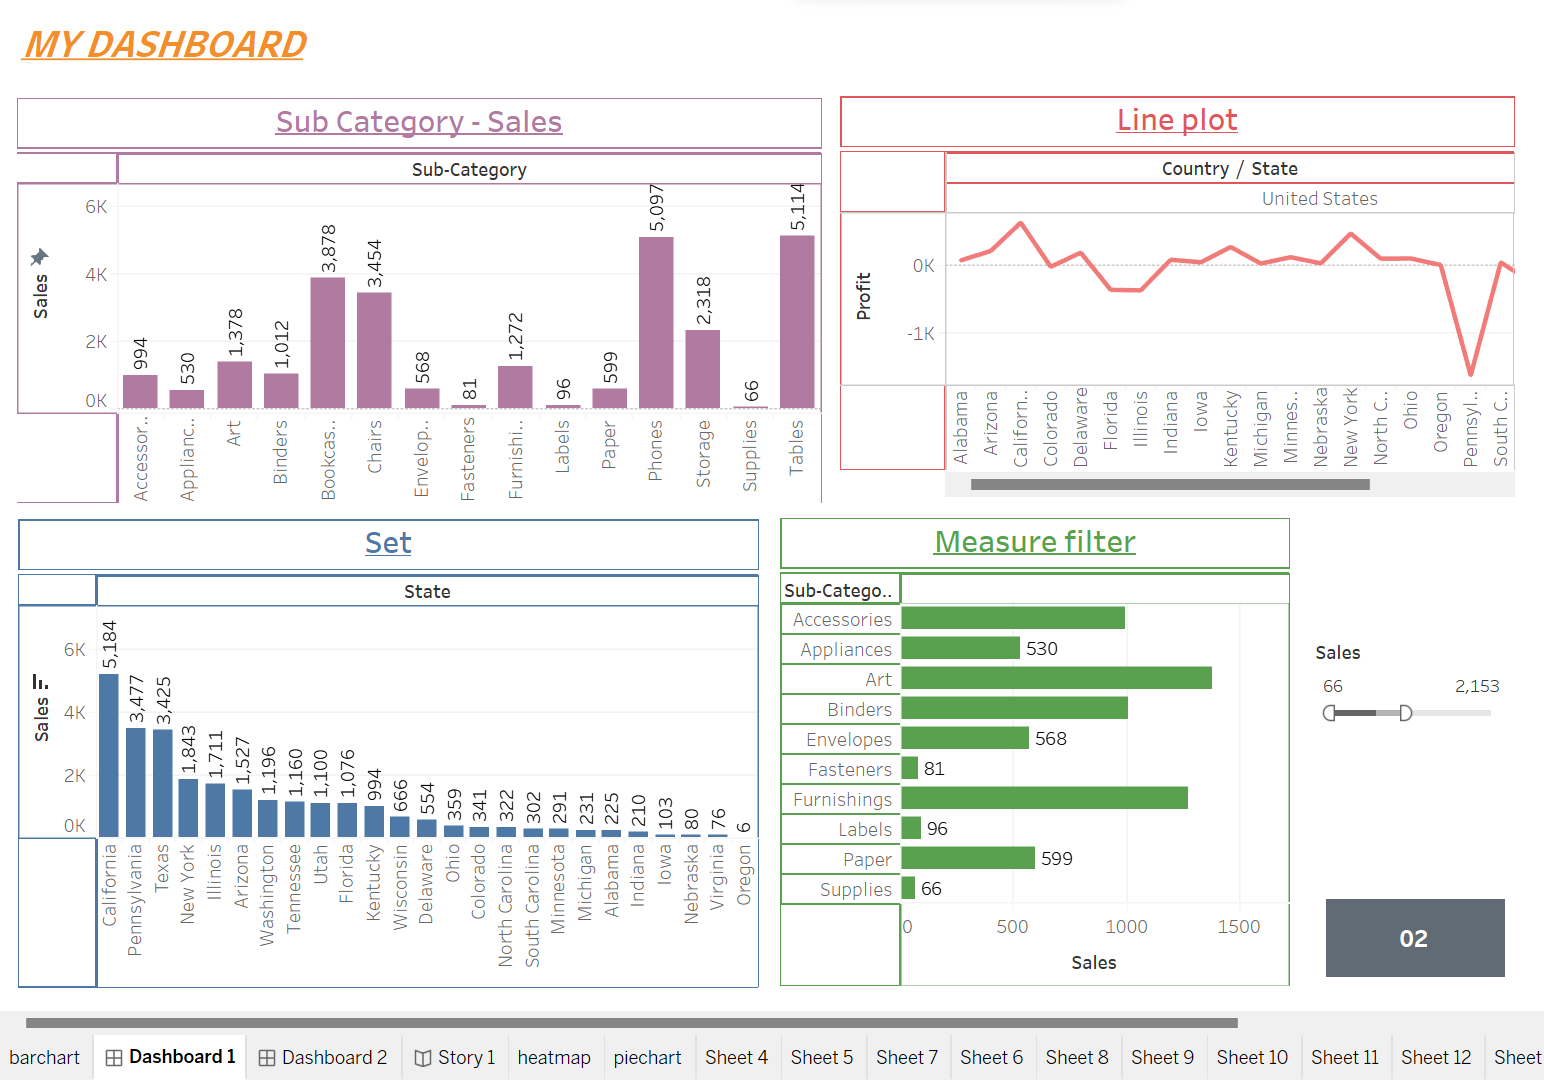 MY DASHBOARD
Sub Category - Sales
Sub-Category
Sales
6K
4K
2K
0K
994
530
1,378
1,012
3,878
3,454
568
81
1,272
96
599
5,097
2,318
66
5,114
Accessor..
Applianc..
Art
Binders
Bookcas..
Chairs
Envelop..
Fasteners
Furnishi..
Labels
Paper
Phones
Storage
Supplies
Tables
Line plot
Country / State
United States
Profit
0K
-1K
Alabama
Arizona
Californ..
Colorado
Delaware
Florida
Illinois
Indiana
Iowa
Kentucky
Michigan
Minnes..
Nebraska
New York
North C..
Ohio
Oregon
Pennsyl..
South C..
Set
State
Sales
6K
4K
2K
0K
5,184
3,477
3,425
1,843
1,711
1,527
1,196
1,160
1,100
1,076
994
666
554
359
341
322
302
291
231
225
210
103
80
76
6
California
Pennsylvania
Texas
New York
Illinois
Arizona
Washington
Tennessee
Utah
Florida
Kentucky
Wisconsin
Delaware
Ohio
Colorado
North Carolina
South Carolina
Minnesota
Michigan
Alabama
Indiana
Iowa
Nebraska
Virginia
Oregon
Measure filter
Sub-Catego..
Accessories
Appliances 530
Art
Binders
Envelopes 568
Fasteners 81
Furnishings
Labels 96
Paper 599
Supplies 66
0 500 1000 1500
Sales
Sales
66 2,153
02
barchart Dashboard 1 Dashboard 2 Story 1 heatmap piechart Sheet 4 Sheet 5 Sheet 7 Sheet 6 Sheet 8 Sheet 9 Sheet 10 Sheet 11 Sheet 12 Sheet